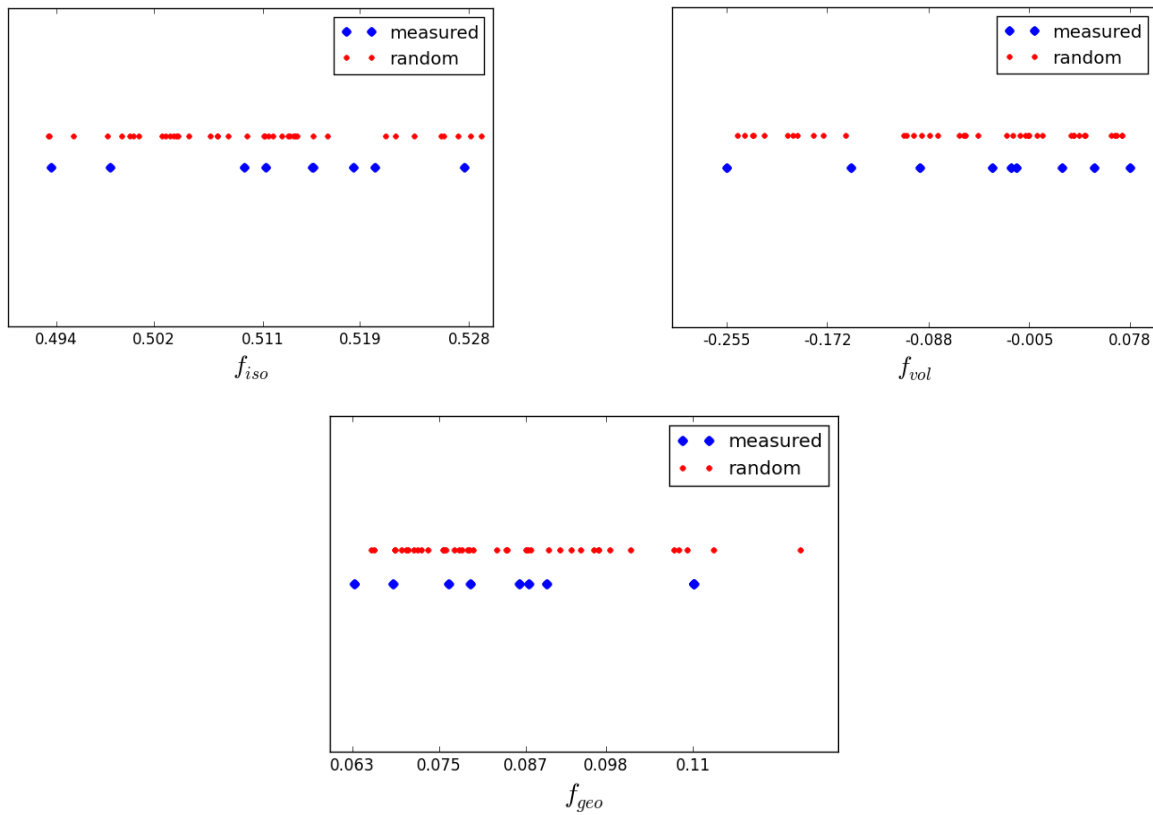 measured
random
0.494 0.502 0.511 0.519 0.528
f_iso
measured
random
-0.255 -0.172 -0.088 -0.005 0.078
f_vol
measured
random
0.063 0.075 0.087 0.098 0.11
f_geo